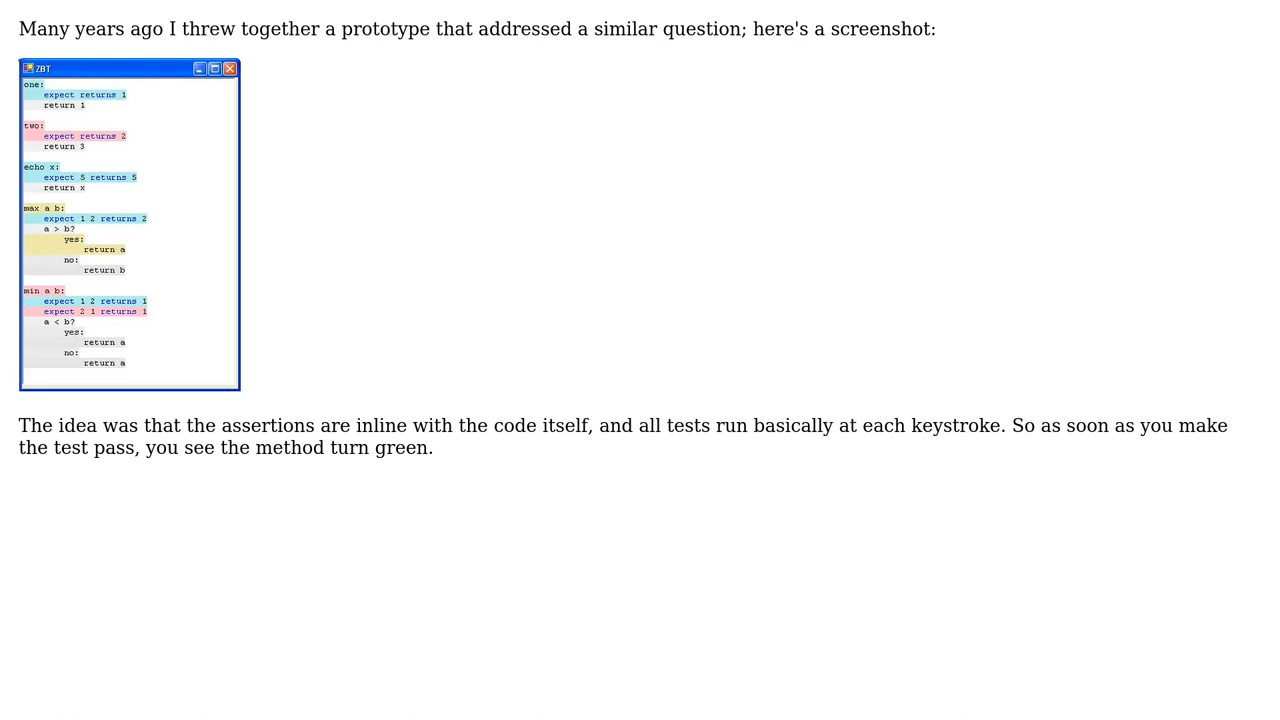 Many years ago I threw together a prototype that addressed a similar question; here's a screenshot:
ZBT
one:
expect returns 1
return 1
two:
expect returns 2
return 3
echo x:
expect 5 returns 5
return x
max a b:
expect 1 2 returns 2
a > b?
yes:
return a
no:
return b
min a b:
expect 1 2 returns 1
expect 2 1 returns 1
a < b?
yes:
return a
no:
return a
The idea was that the assertions are inline with the code itself, and all tests run basically at each keystroke. So as soon as you make
the test pass, you see the method turn green.